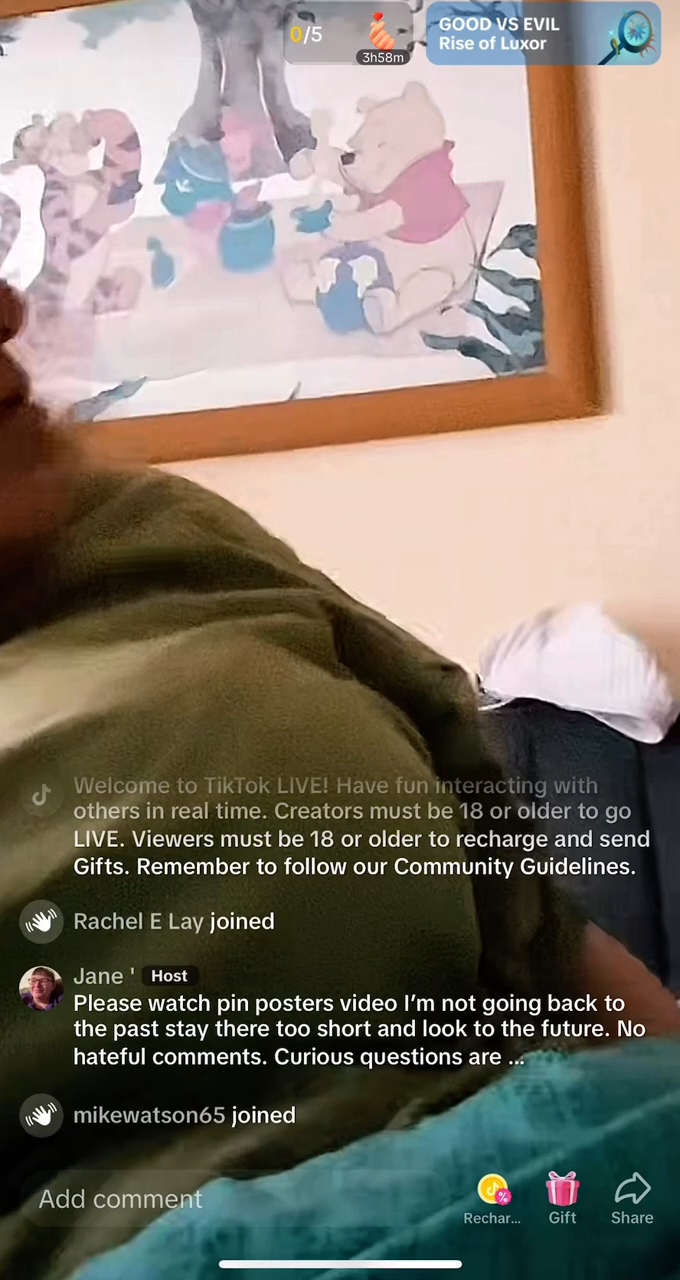 0/5
3h58m
GOOD VS EVIL
Rise of Luxor
Welcome to TikTok LIVE! Have fun interacting with
others in real time. Creators must be 18 or older to go
LIVE. Viewers must be 18 or older to recharge and send
Gifts. Remember to follow our Community Guidelines.
Rachel E Lay joined
Jane ' Host
Please watch pin posters video I’m not going back to
the past stay there too short and look to the future. No
hateful comments. Curious questions are ...
mikewatson65 joined
Add comment
Rechar...
Gift
Share